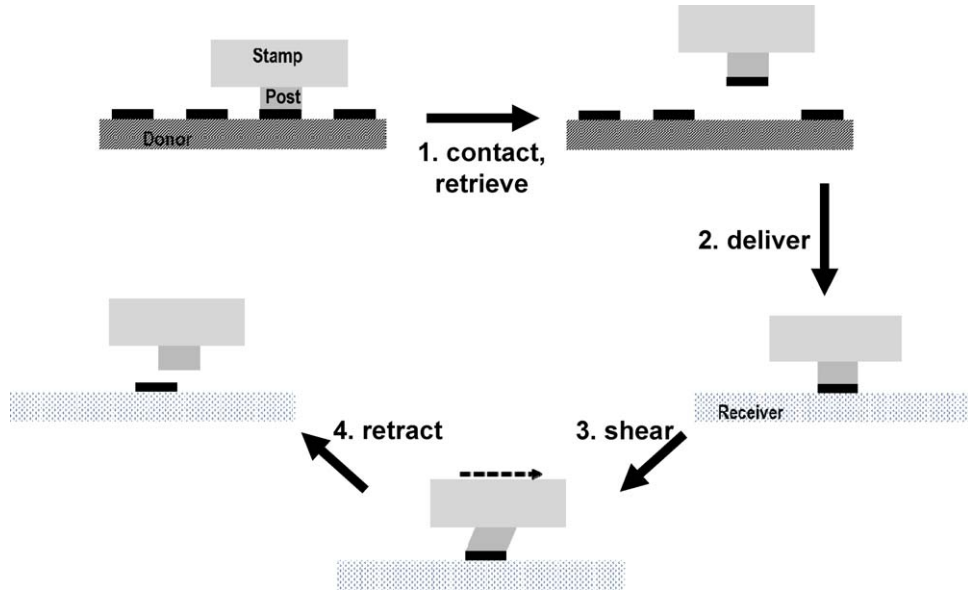 Stamp
Post
Donor
1. contact,
retrieve
2. deliver
Receiver
3. shear
4. retract